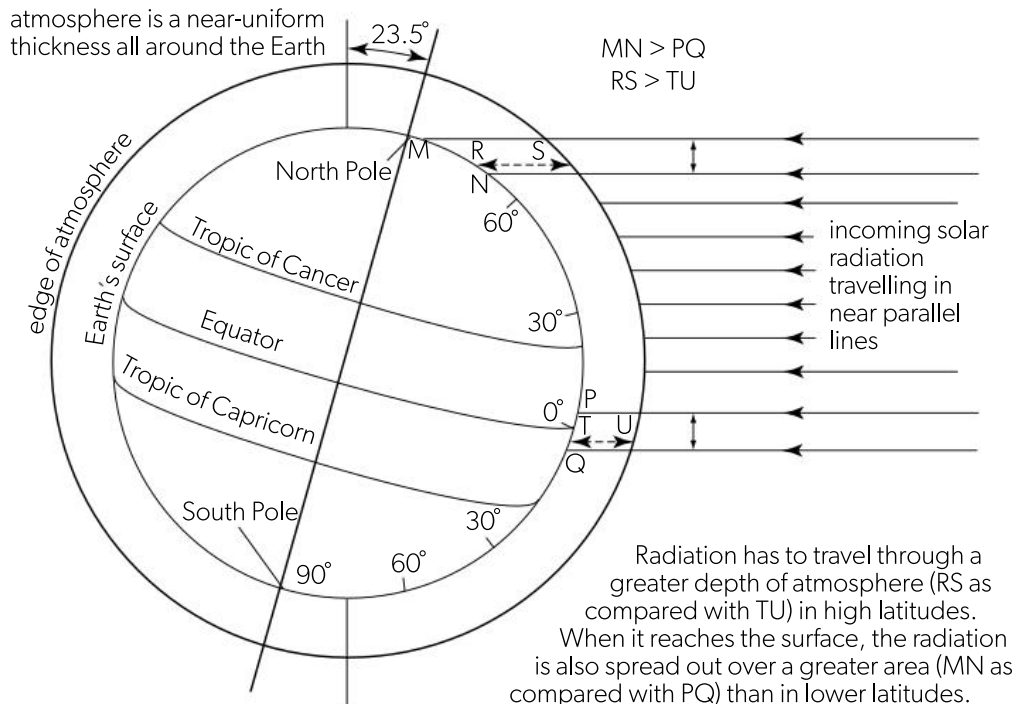 atmosphere is a near-uniform
thickness all around the Earth
23.5°
MN > PQ
RS > TU
edge of atmosphere
Earth's surface
North Pole
M
R
S
N
60°
Tropic of Cancer
incoming solar
radiation
travelling in
near parallel
lines
30°
Equator
P
0°
T
U
Tropic of Capricorn
Q
South Pole
30°
90°
60°
Radiation has to travel through a
greater depth of atmosphere (RS as
compared with TU) in high latitudes.
When it reaches the surface, the radiation
is also spread out over a greater area (MN as
compared with PQ) than in lower latitudes.